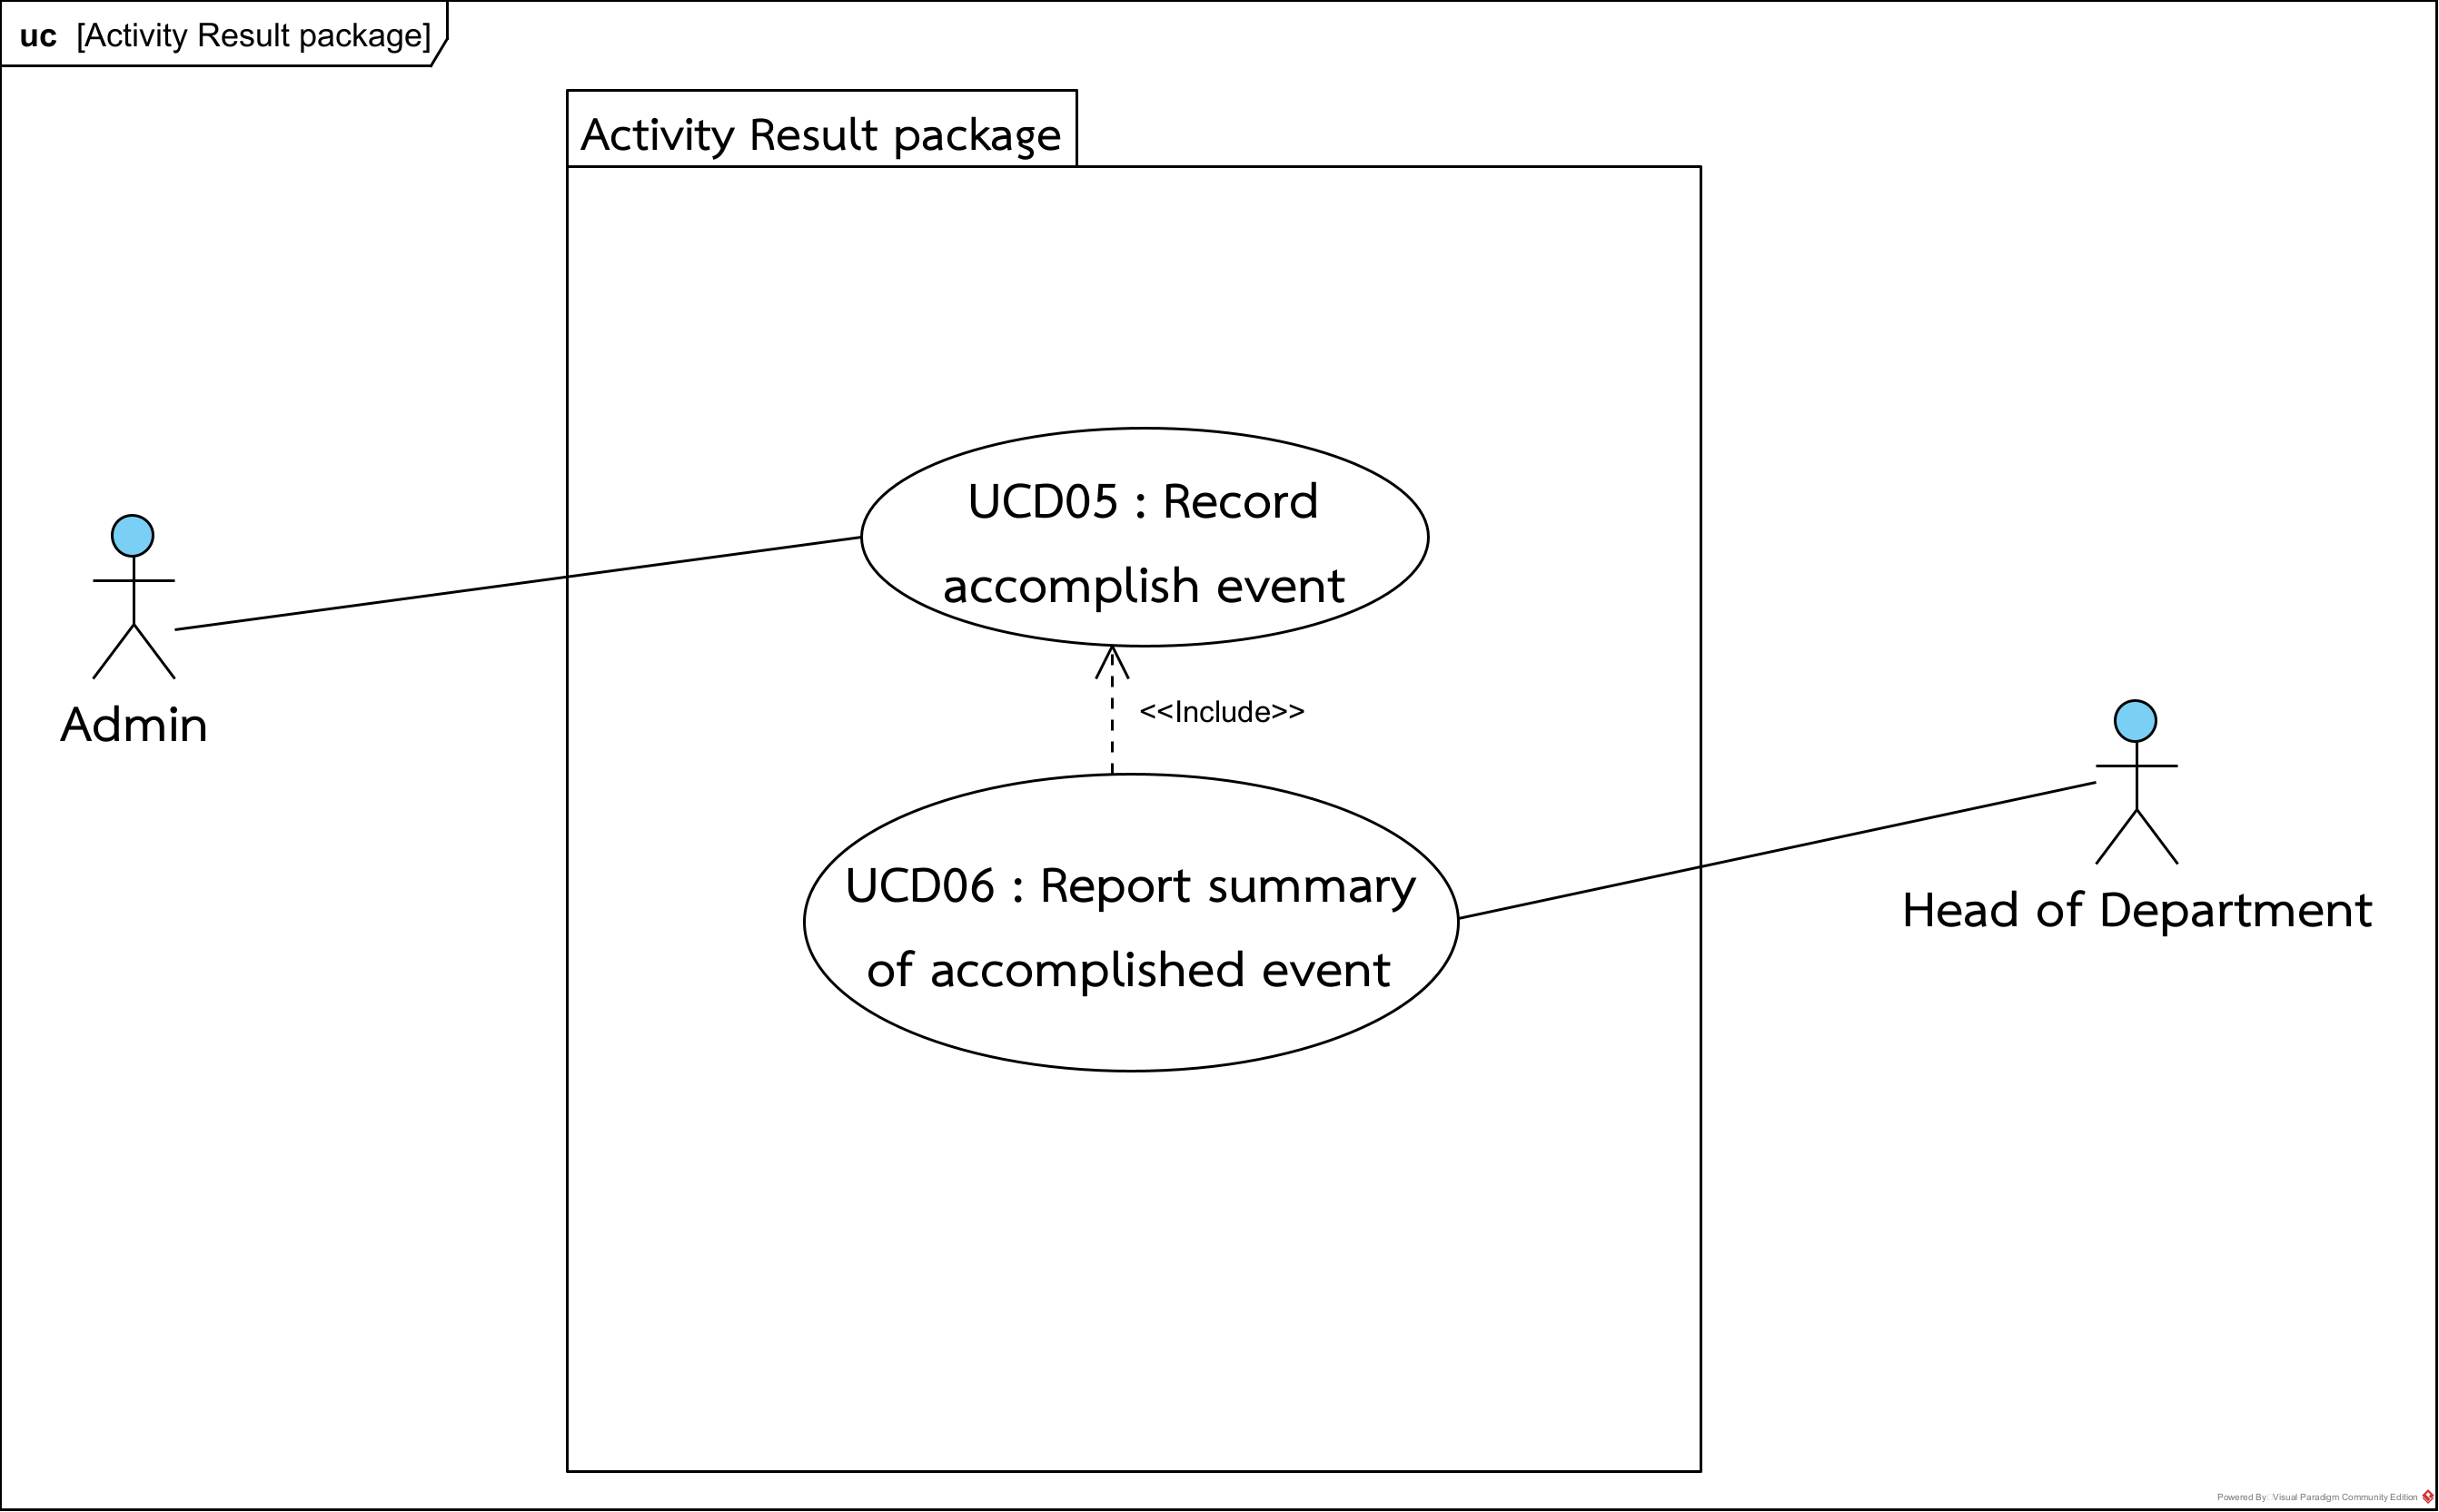 uc [Activity Result package]
Activity Result package
UCD05 : Record
accomplish event
Admin
<<Include>>
UCD06 : Report summary
of accomplished event
Head of Department
Powered By Visual Paradigm Community Edition